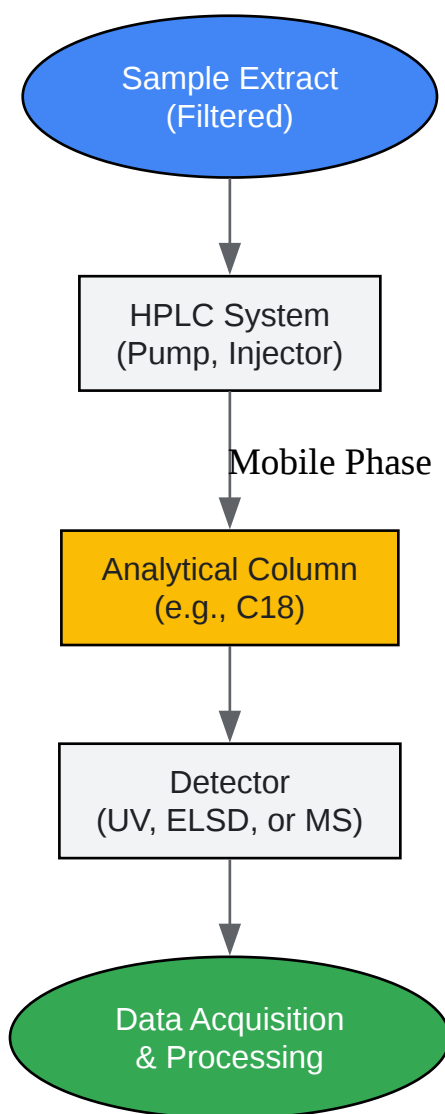 Sample Extract
(Filtered)
HPLC System
(Pump, Injector)
Mobile Phase
Analytical Column
(e.g., C18)
Detector
(UV, ELSD, or MS)
Data Acquisition
& Processing